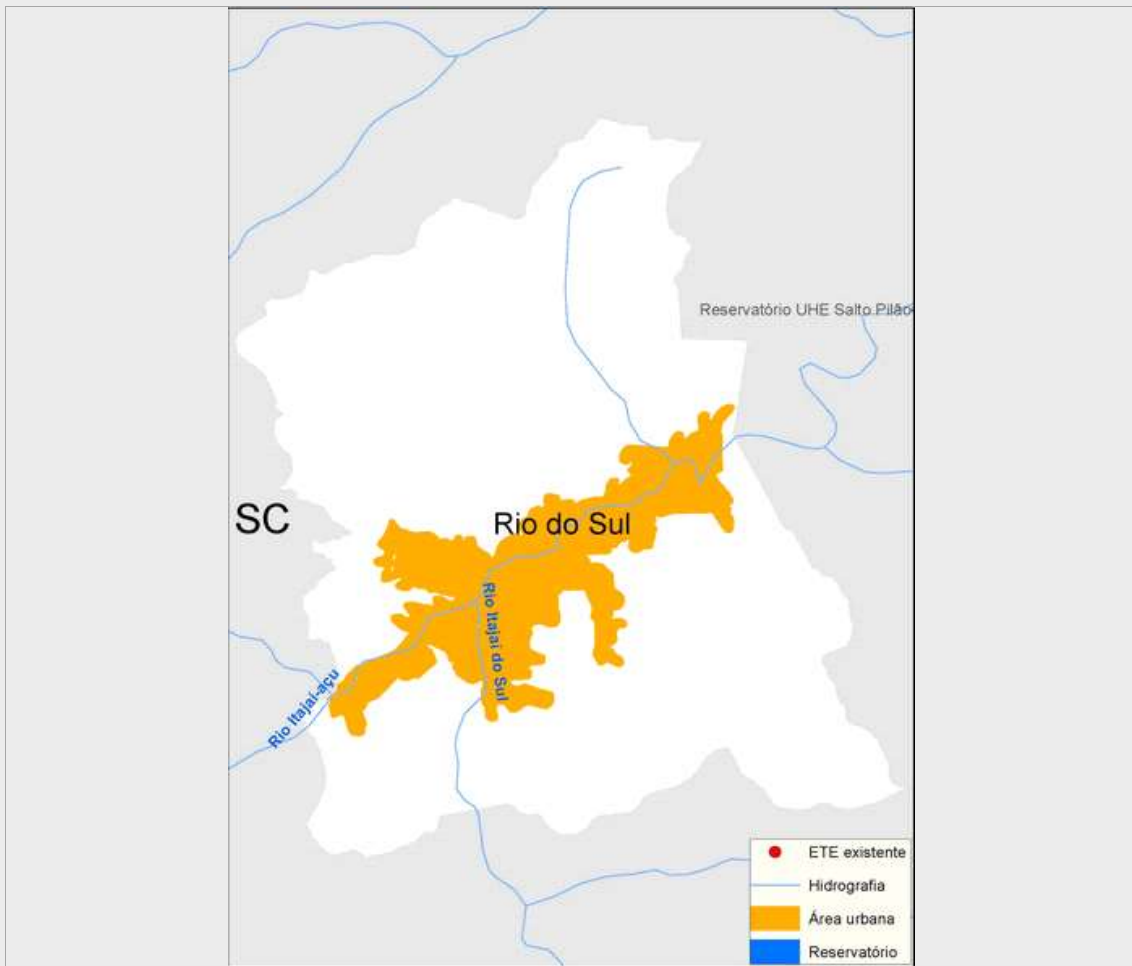 Reservatório UHE Salto Pilão
SC
Rio do Sul
Rio Itajaí do Sul
Rio Itajaí-açu
ETE existente
Hidrografia
Área urbana
Reservatório